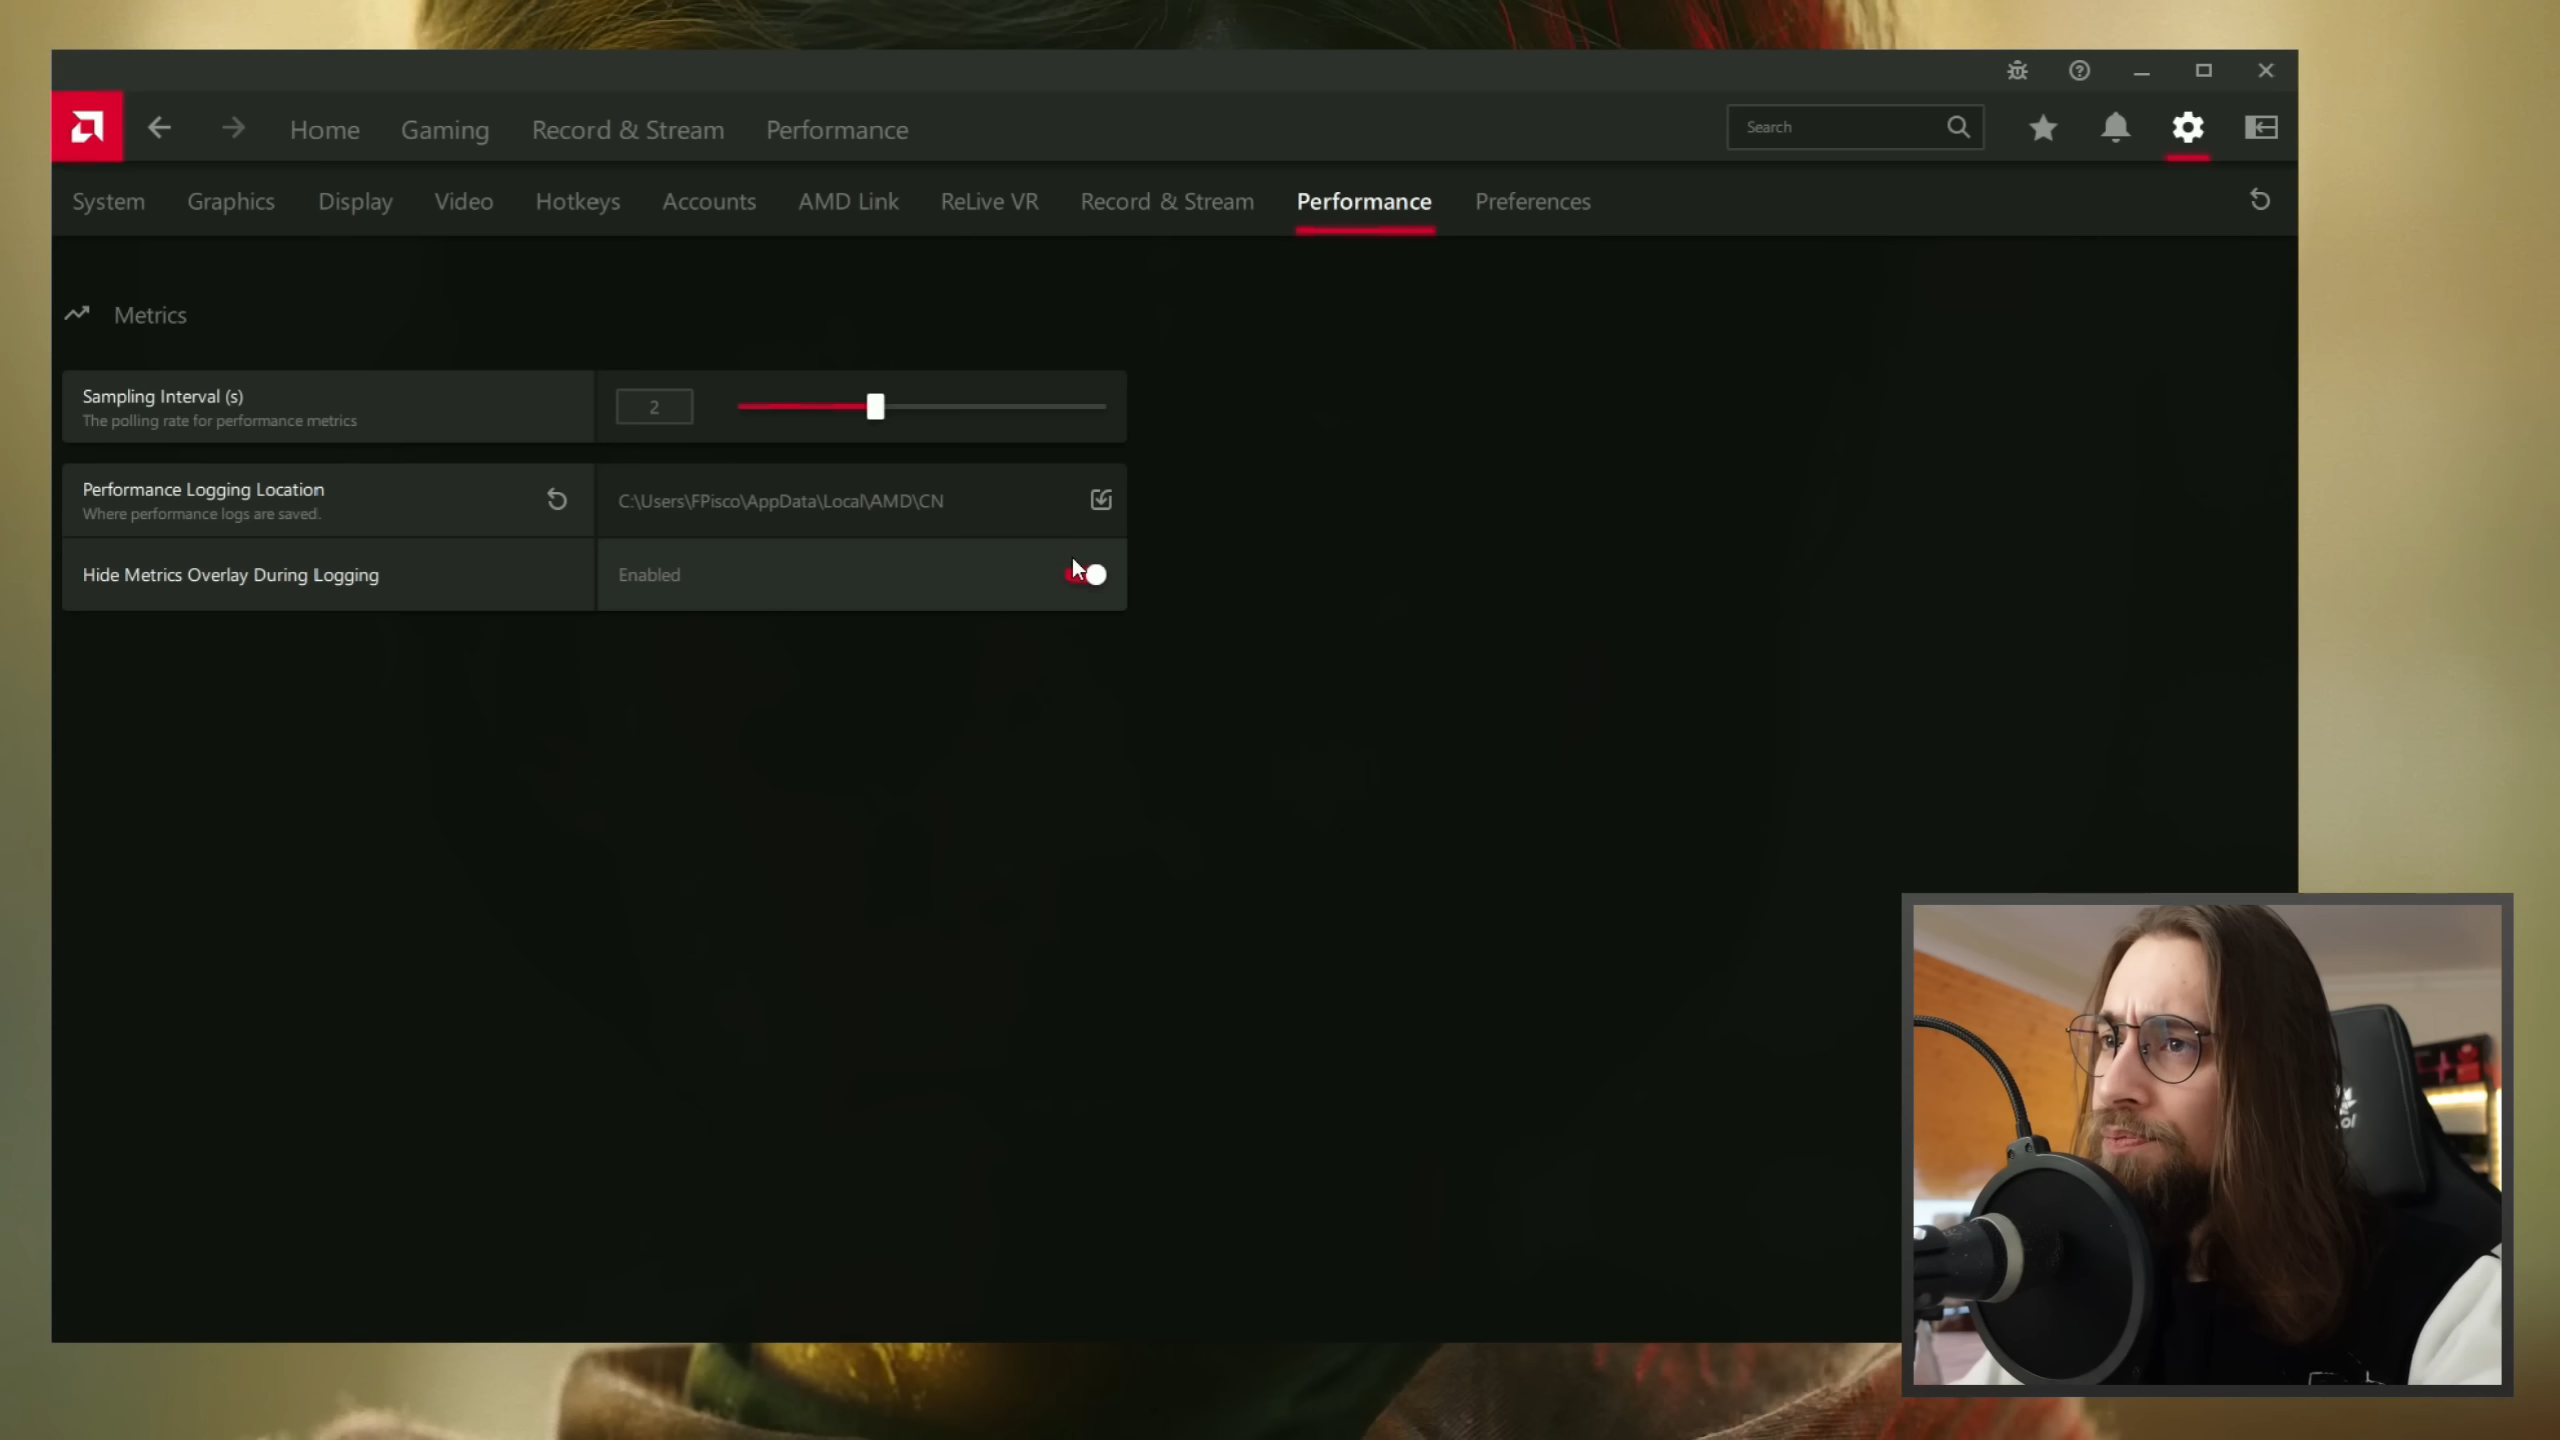 Home Gaming Record & Stream Performance Search
System Graphics Display Video Hotkeys Accounts AMD Link ReLive VR Record & Stream Performance Preferences
Metrics
Sampling Interval (s)
The polling rate for performance metrics
2
Performance Logging Location
Where performance logs are saved.
C:\Users\FPisco\AppData\Local\AMD\CN
Hide Metrics Overlay During Logging
Enabled